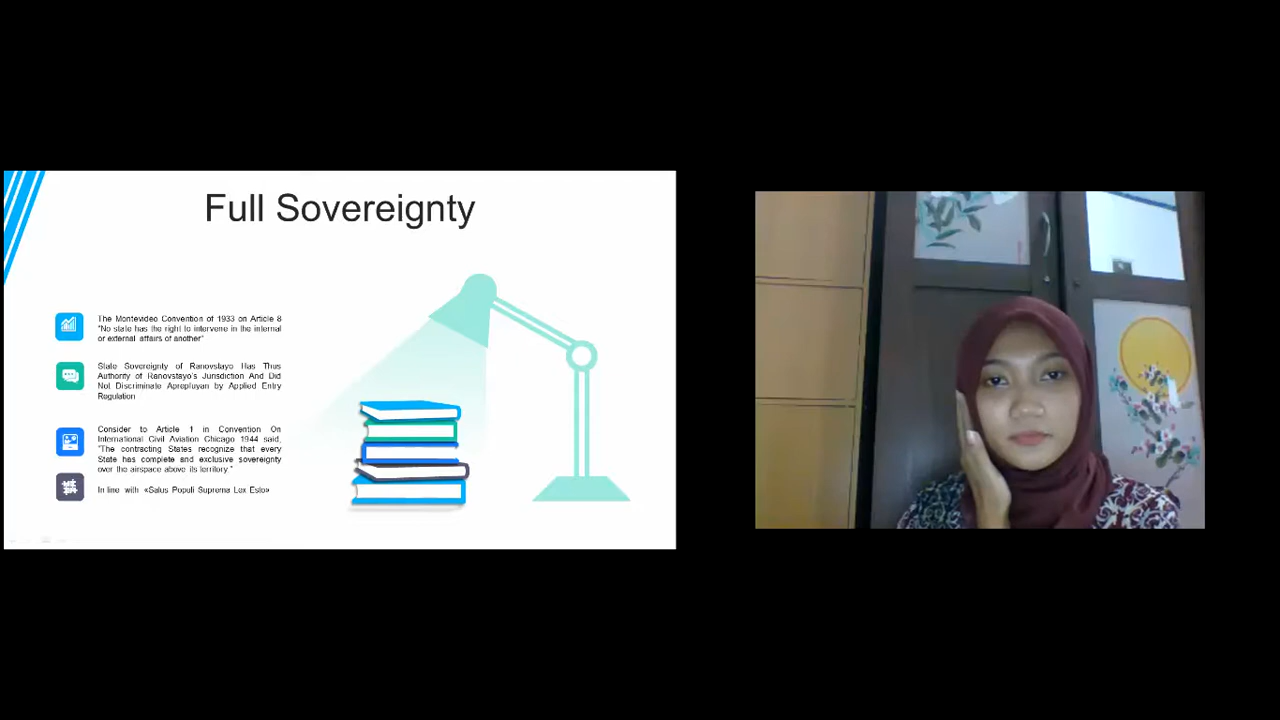 Full Sovereignty
The Montevideo Convention of 1933 on Article 8
"No state has the right to intervene in the internal
or external affairs of another"
State Sovereignty of Ranovstayo Has Thus
Authority of Ranovstayo's Jurisdiction And Did
Not Discriminate Aprepluyan by Applied Entry
Regulation
Consider to Article 1 in Convention On
International Civil Aviation Chicago 1944 said,
"The contracting States recognize that every
State has complete and exclusive sovereignty
over the airspace above its territory."
In line with «Salus Populi Suprema Lex Esto»